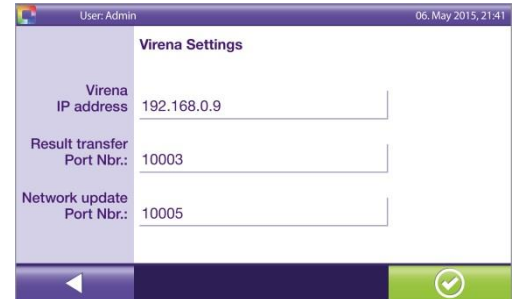 User: Admin 06. May 2015, 21:41
Virena Settings
Virena
IP address 192.168.0.9
Result transfer
Port Nbr.: 10003
Network update
Port Nbr.: 10005